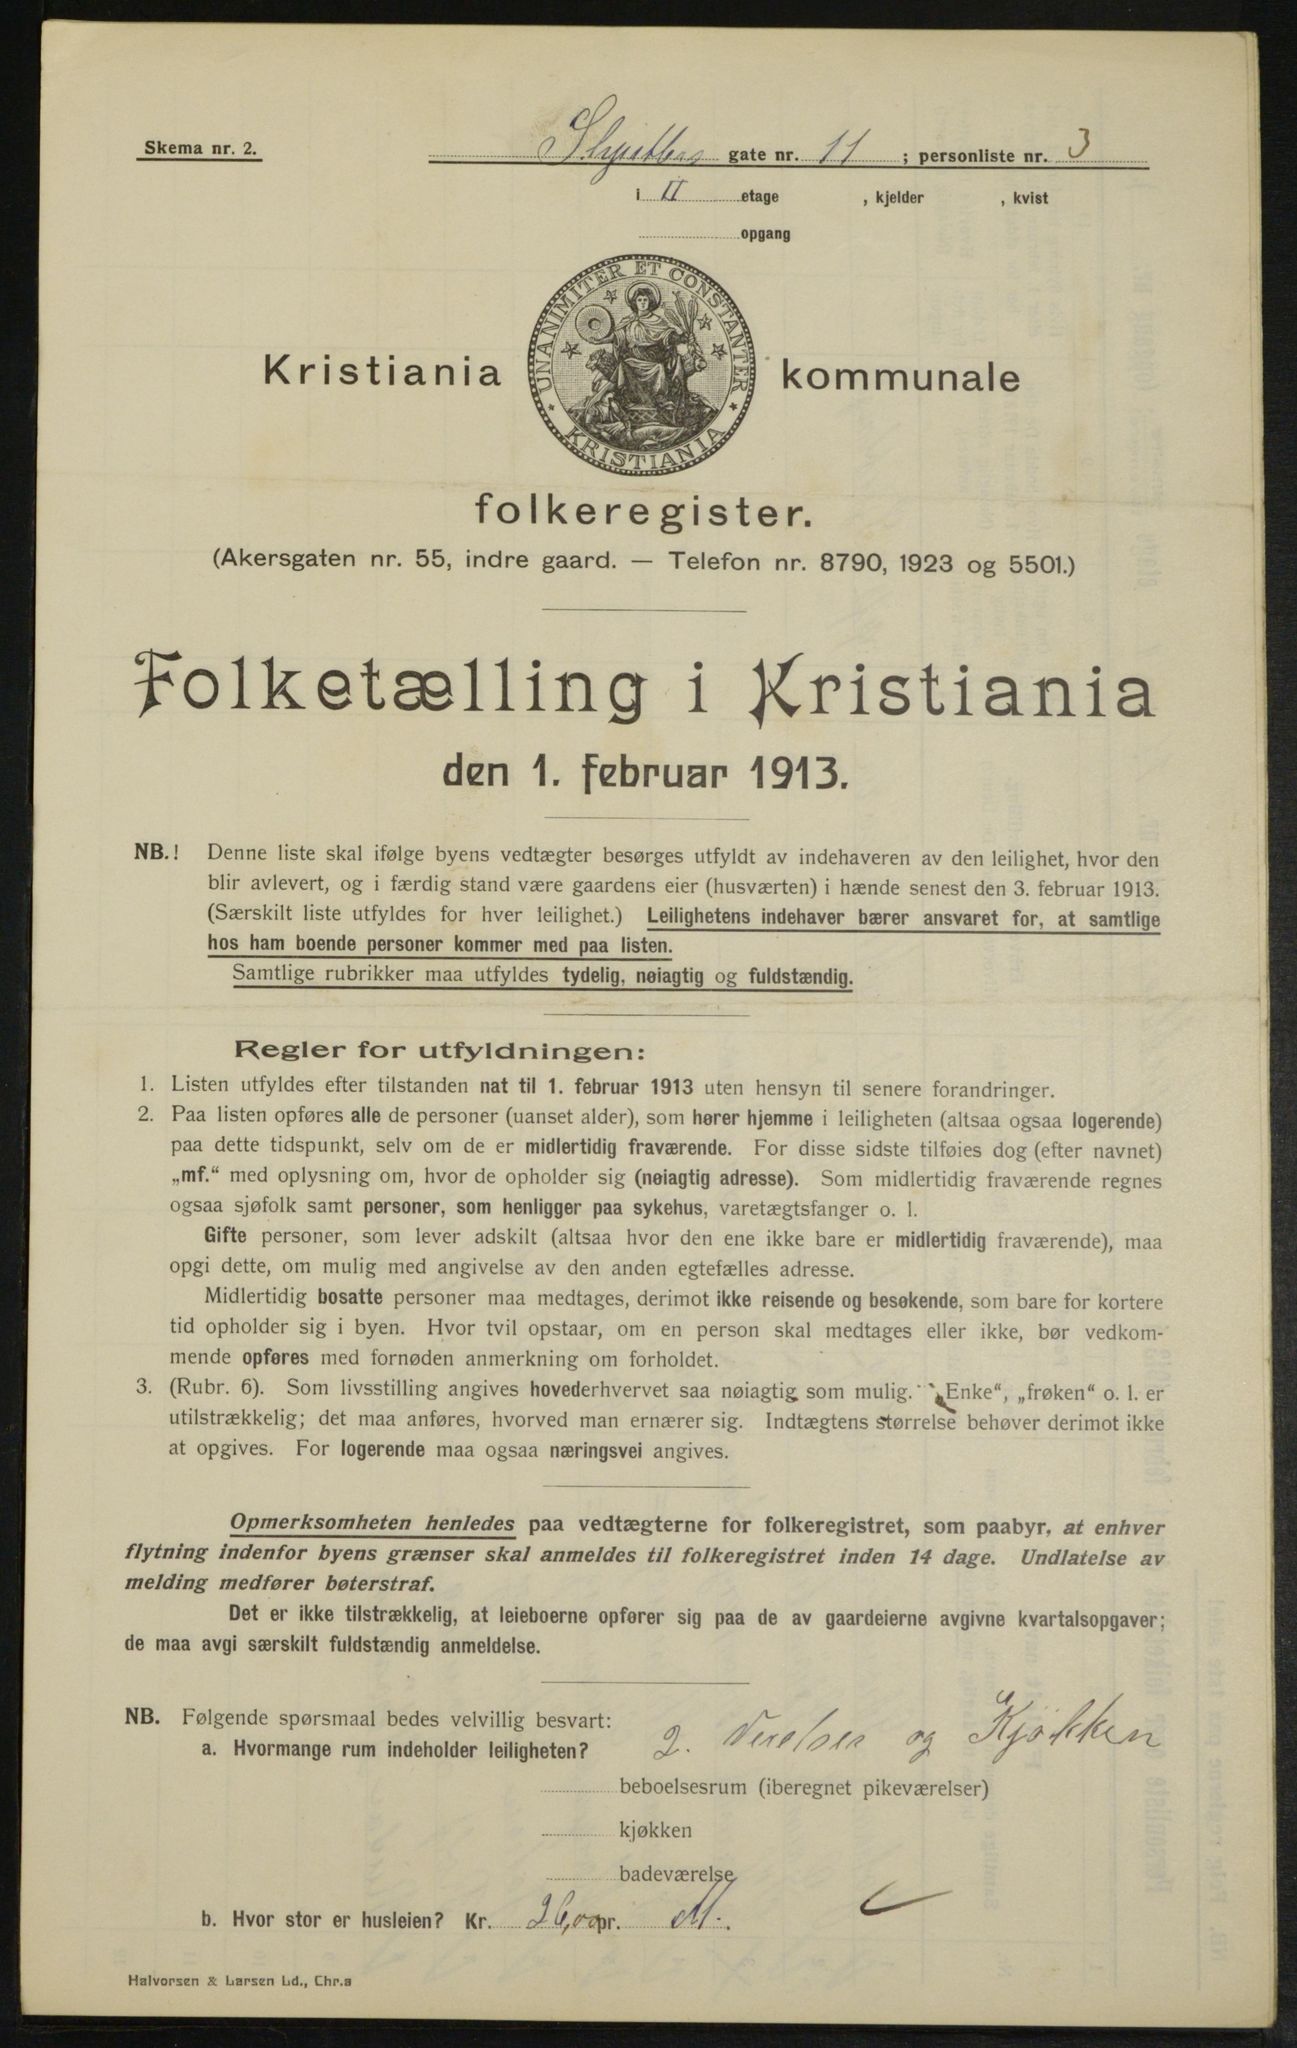 Skema nr. 2.
gate nr. 11 ; personliste nr. 3
i II etage , kjelder , kvist
opgang
UNANIMITER ET CONSTANTER
KRISTIANIA
Kristiania kommunale
folkeregister.
(Akersgaten nr. 55, indre gaard. — Telefon nr. 8790, 1923 og 5501.)
Folketælling i Kristiania
den 1. februar 1913.
NB.! Denne liste skal ifølge byens vedtægter besørges utfyldt av indehaveren av den leilighet, hvor den
blir avlevert, og i færdig stand være gaardens eier (husværten) i hænde senest den 3. februar 1913.
(Særskilt liste utfyldes for hver leilighet.) Leilighetens indehaver bærer ansvaret for, at samtlige
hos ham boende personer kommer med paa listen.
Samtlige rubrikker maa utfyldes tydelig, nøiagtig og fuldstændig.
Regler for utfyldningen:
1. Listen utfyldes efter tilstanden nat til 1. februar 1913 uten hensyn til senere forandringer.
2. Paa listen opføres alle de personer (uanset alder), som hører hjemme i leiligheten (altsaa ogsaa logerende)
paa dette tidspunkt, selv om de er midlertidig fraværende. For disse sidste tilføies dog (efter navnet)
„mf.“ med oplysning om, hvor de opholder sig (nøiagtig adresse). Som midlertidig fraværende regnes
ogsaa sjøfolk samt personer, som henligger paa sykehus, varetægtsfanger o. l.
Gifte personer, som lever adskilt (altsaa hvor den ene ikke bare er midlertidig fraværende), maa
opgi dette, om mulig med angivelse av den anden egtefælles adresse.
Midlertidig bosatte personer maa medtages, derimot ikke reisende og besøkende, som bare for kortere
tid opholder sig i byen. Hvor tvil opstaar, om en person skal medtages eller ikke, bør vedkom-
mende opføres med fornøden anmerkning om forholdet.
3. (Rubr. 6). Som livsstilling angives hovederhvervet saa nøiagtig som mulig. „Enke“, „frøken“ o. l. er
utilstrækkelig; det maa anføres, hvorved man ernærer sig. Indtægtens størrelse behøver derimot ikke
at opgives. For logerende maa ogsaa næringsvei angives.
Opmerksomheten henledes paa vedtægterne for folkeregistret, som paabyr, at enhver
flytning indenfor byens grænser skal anmeldes til folkeregistret inden 14 dage. Undlatelse av
melding medfører bøterstraf.
Det er ikke tilstrækkelig, at leieboerne opfører sig paa de av gaardeierne avgivne kvartalsopgaver;
de maa avgi særskilt fuldstændig anmeldelse.
NB. Følgende spørsmaal bedes velvillig besvart:
a. Hvormange rum indeholder leiligheten? 2. Verelser og Kjøkken
beboelsesrum (iberegnet pikeværelser)
kjøkken
badeværelse
b. Hvor stor er husleien? Kr. 26,00 pr. M.
Halvorsen & Larsen Ld., Chr.a